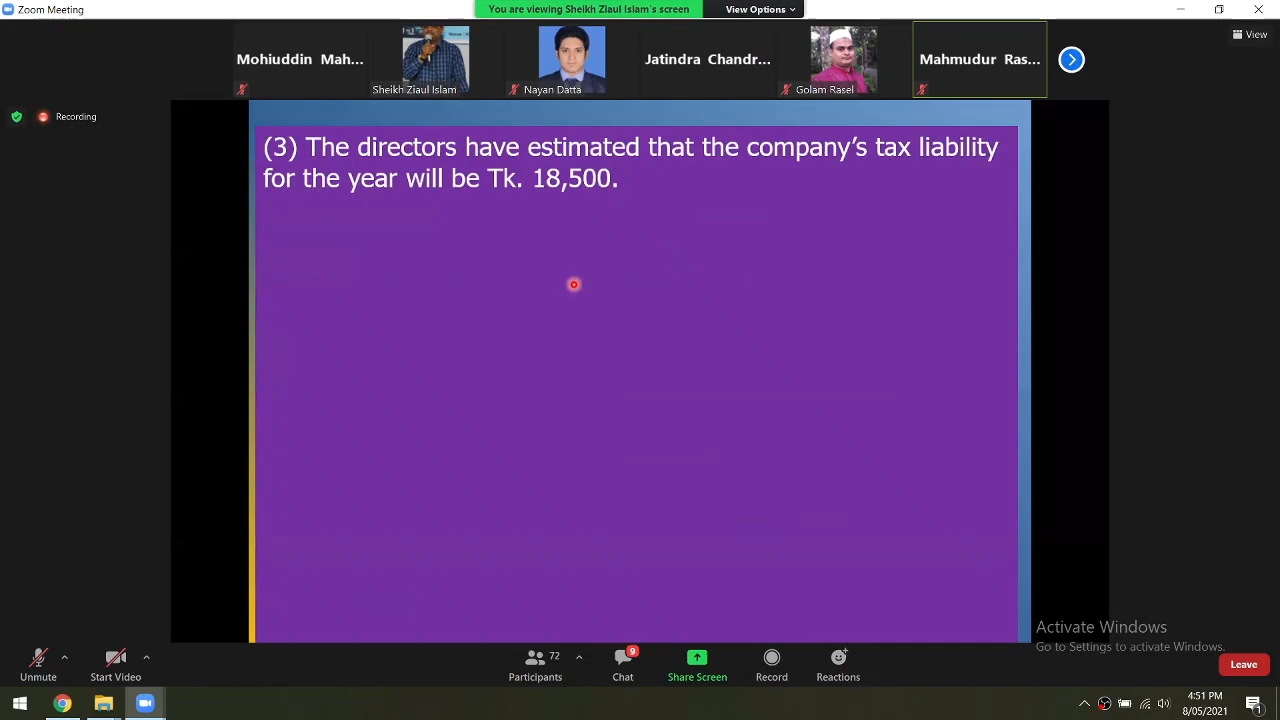 Zoom Meeting
You are viewing Sheikh Ziaul Islam's screen
View Options
Mohiuddin Mah...
Sheikh Ziaul Islam
Nayan Datta
Jatindra Chandr...
Golam Rasel
Mahmudur Ras...
View
Recording
(3) The directors have estimated that the company’s tax liability
for the year will be Tk. 18,500.
Activate Windows
Go to Settings to activate Windows.
Unmute
Start Video
72
Participants
9
Chat
Share Screen
Record
Reactions
Leave
4:51 PM
8/05/2021
1